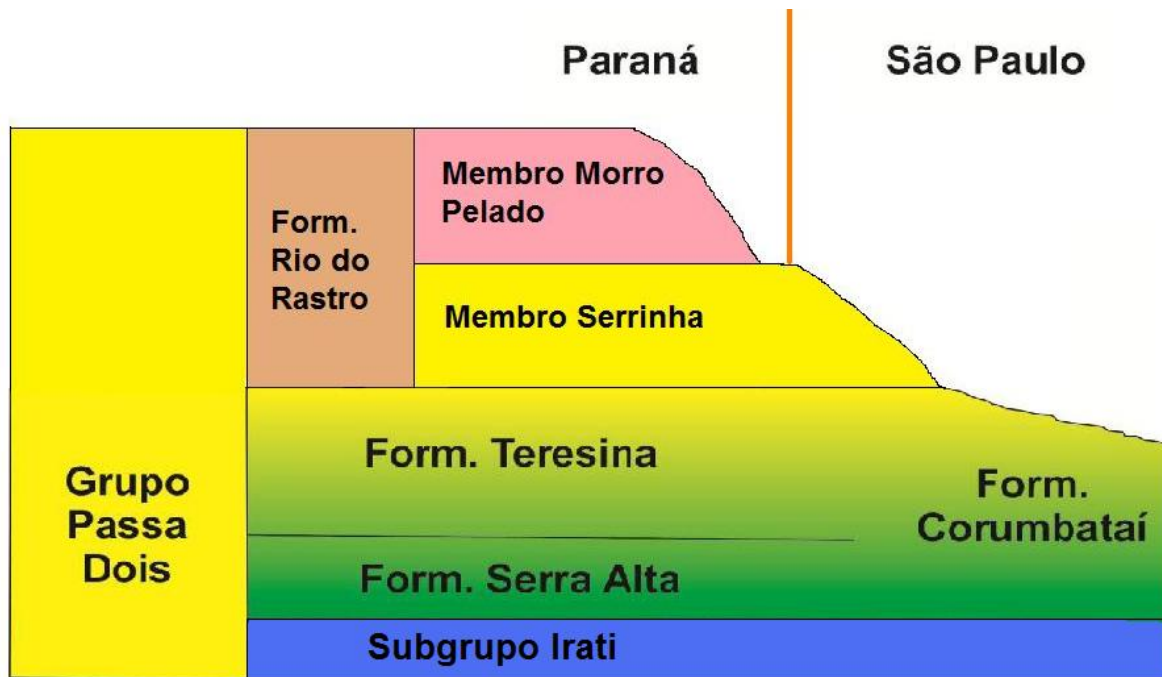 Paraná
São Paulo
Membro Morro
Pelado
Form.
Rio do
Rastro
Membro Serrinha
Form. Teresina
Grupo
Passa
Dois
Form.
Corumbataí
Form. Serra Alta
Subgrupo Irati